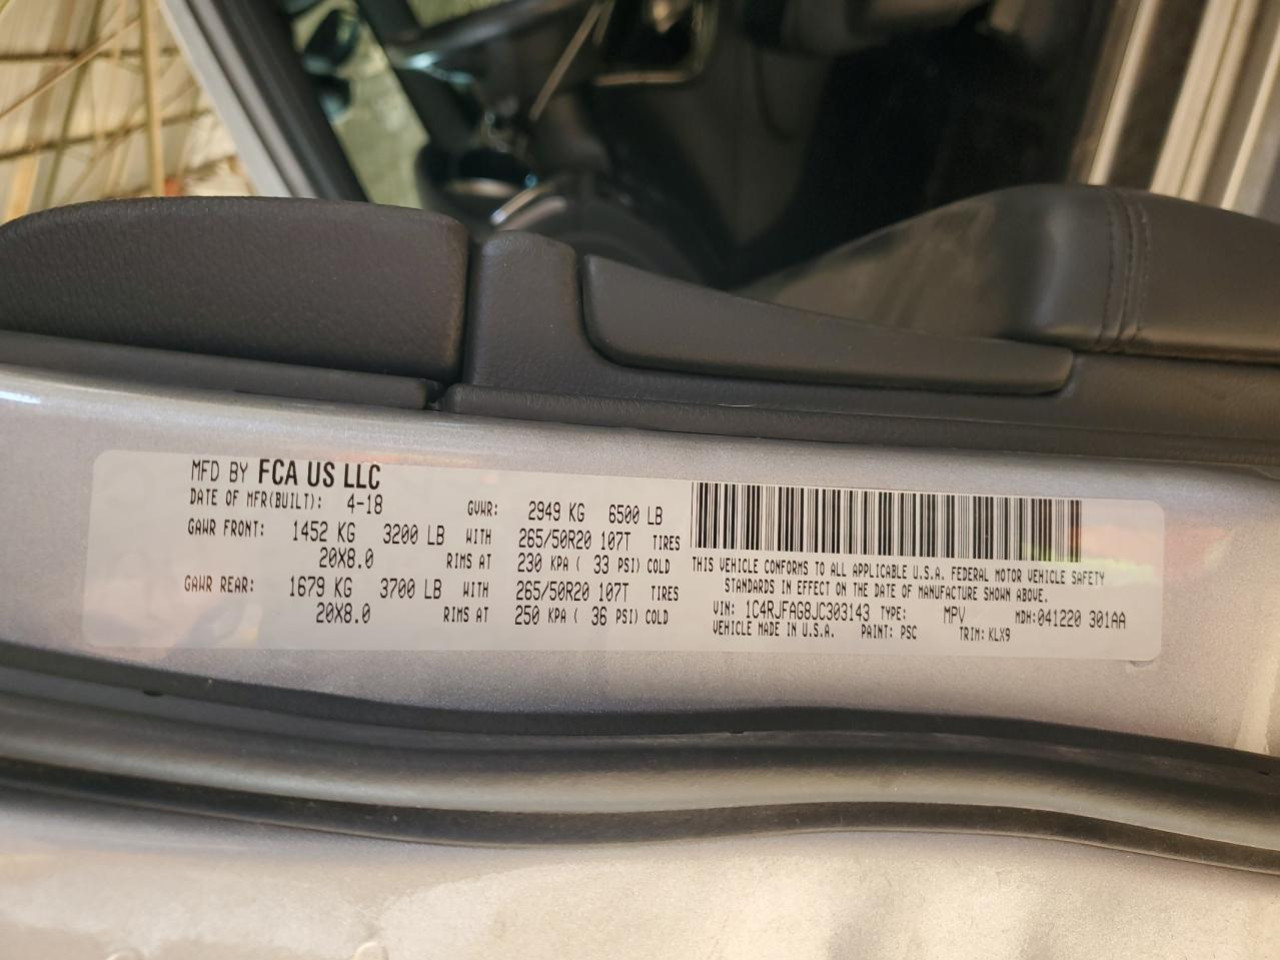 MFD BY FCA US LLC
DATE OF MFR(BUILT): 4-18 GVWR: 2949 KG 6500 LB
GAWR FRONT: 1452 KG 3200 LB WITH 265/50R20 107T TIRES
20X8.0 RIMS AT 230 KPA ( 33 PSI) COLD
GAWR REAR: 1679 KG 3700 LB WITH 265/50R20 107T TIRES
20X8.0 RIMS AT 250 KPA ( 36 PSI) COLD
THIS VEHICLE CONFORMS TO ALL APPLICABLE U.S.A. FEDERAL MOTOR VEHICLE SAFETY
STANDARDS IN EFFECT ON THE DATE OF MANUFACTURE SHOWN ABOVE.
VIN: 1C4RJFAG8JC303143 TYPE: MPV MDH:041220 301AA
VEHICLE MADE IN U.S.A. PAINT: PSC TRIM: KLX9